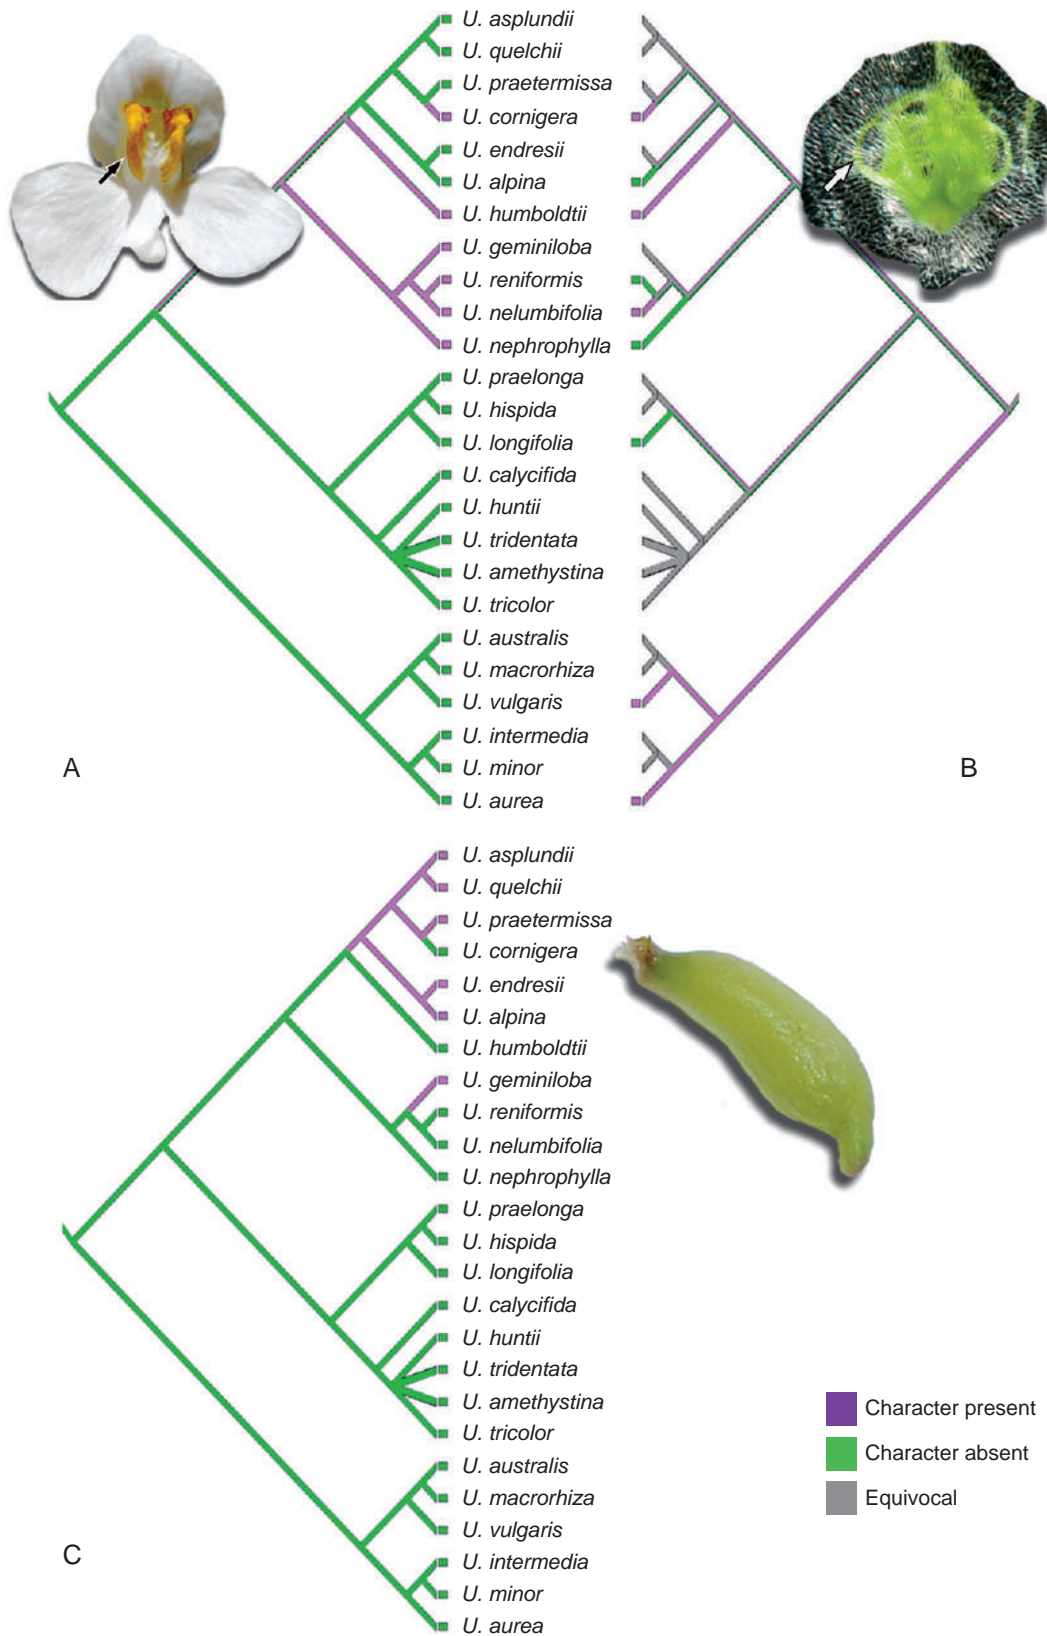 U. asplundii
U. quelchii
U. praetermissa
U. cornigera
U. endresii
U. alpina
U. humboldtii
U. geminiloba
U. reniformis
U. nelumbifolia
U. nephrophylla
U. praelonga
U. hispida
U. longifolia
U. calycifida
U. huntii
U. tridentata
U. amethystina
U. tricolor
U. australis
U. macrorhiza
U. vulgaris
U. intermedia
U. minor
U. aurea
A
B
U. asplundii
U. quelchii
U. praetermissa
U. cornigera
U. endresii
U. alpina
U. humboldtii
U. geminiloba
U. reniformis
U. nelumbifolia
U. nephrophylla
U. praelonga
U. hispida
U. longifolia
U. calycifida
U. huntii
U. tridentata
U. amethystina
U. tricolor
U. australis
U. macrorhiza
U. vulgaris
U. intermedia
U. minor
U. aurea
C
Character present
Character absent
Equivocal